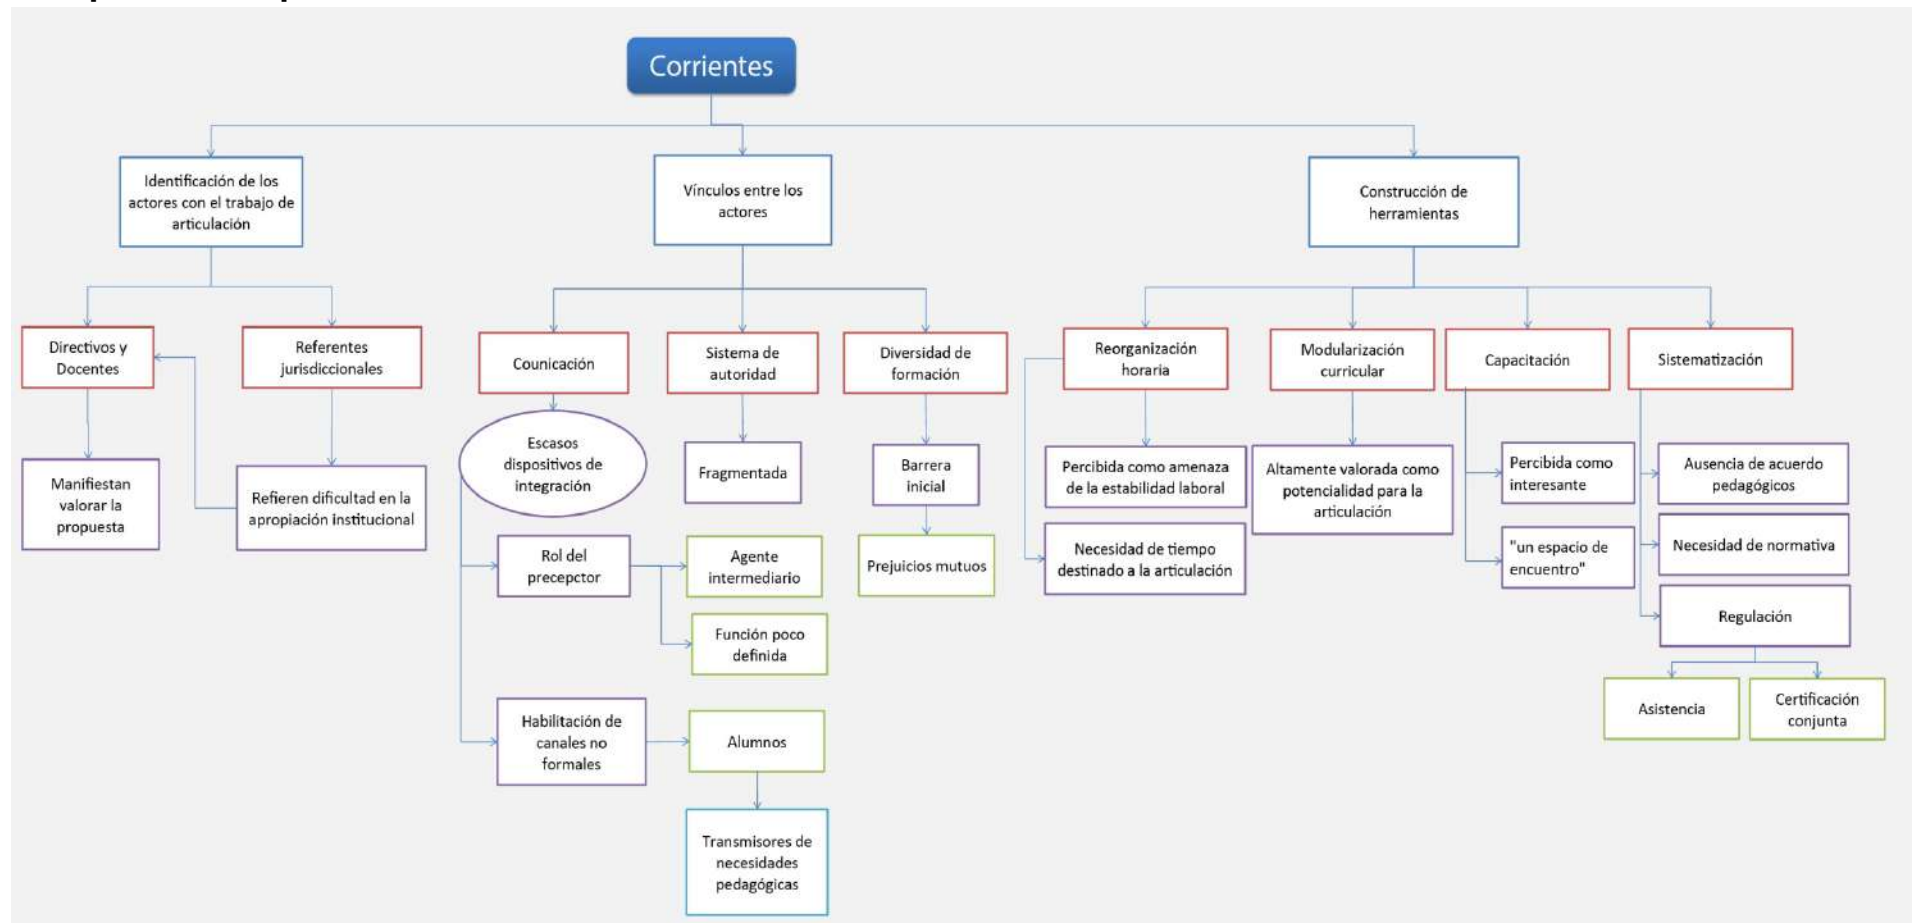 Corrientes
Identificación de los
actores con el trabajo de
articulación
Vínculos entre los
actores
Construcción de
herramientas
Directivos y
Docentes
Referentes
jurisdiccionales
Counicación
Sistema de
autoridad
Diversidad de
formación
Reorganización
horaria
Modularización
curricular
Capacitación
Sistematización
Manifiestan
valorar la
propuesta
Refieren dificultad en la
apropiación institucional
Escasos
dispositivos de
integración
Fragmentada
Barrera
inicial
Percibida como amenaza
de la estabilidad laboral
Altamente valorada como
potencialidad para la
articulación
Percibida como
interesante
Ausencia de acuerdo
pedagógicos
Rol del
precepctor
Agente
intermediario
Prejuicios mutuos
Necesidad de tiempo
destinado a la articulación
"un espacio de
encuentro"
Necesidad de normativa
Función poco
definida
Regulación
Habilitación de
canales no
formales
Alumnos
Asistencia
Certificación
conjunta
Transmisores de
necesidades
pedagógicas